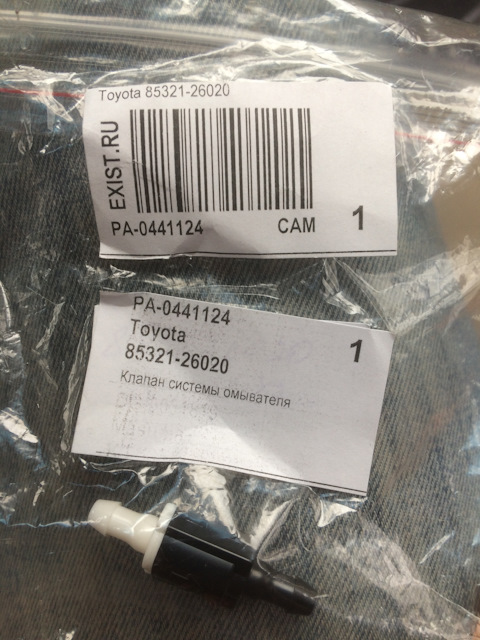 Toyota 85321-26020
EXIST.RU
PA-0441124 CAM 1
PA-0441124
Toyota 1
85321-26020
Клапан системы омывателя